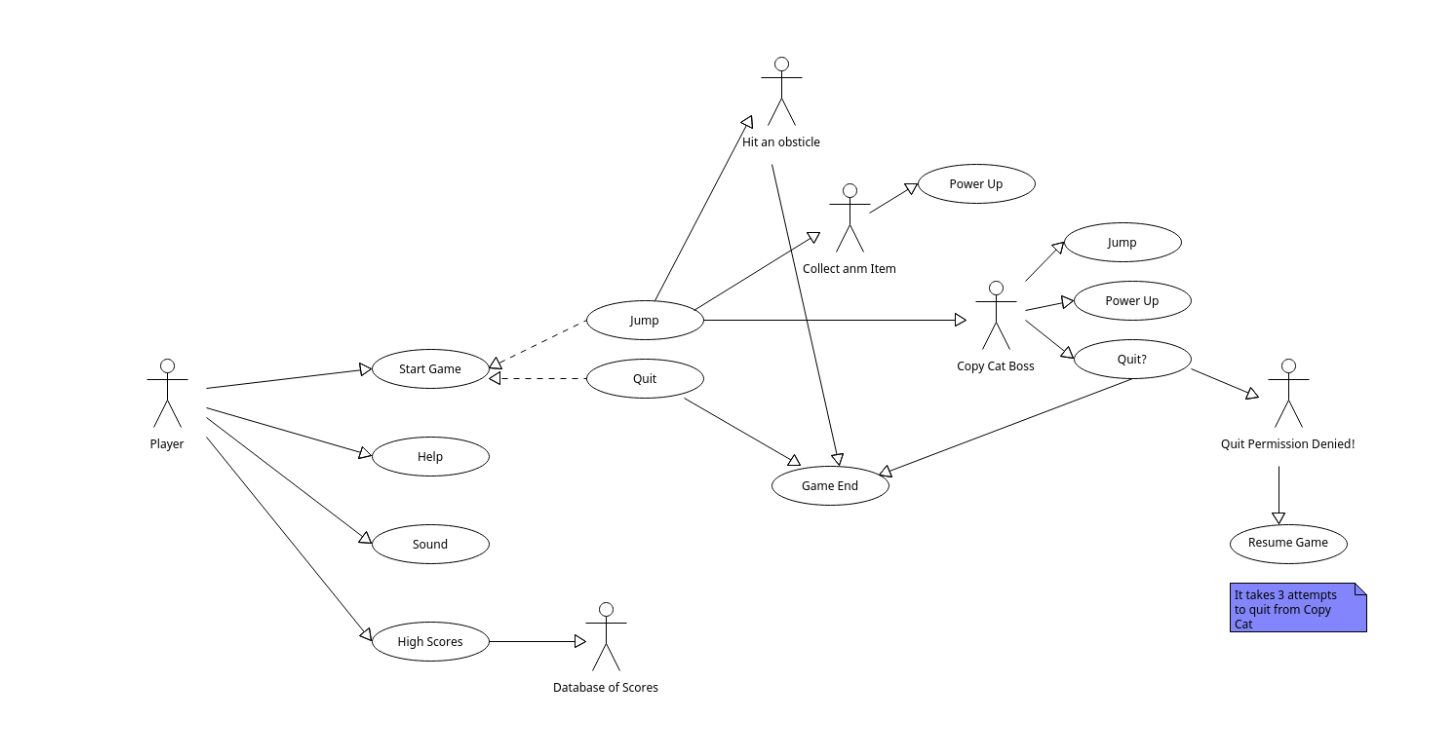 Hit an obsticle
Power Up
Collect anm Item
Jump
Power Up
Jump
Copy Cat Boss
Quit?
Start Game
Quit
Player
Quit Permission Denied!
Help
Game End
Sound
Resume Game
It takes 3 attempts
to quit from Copy
Cat
High Scores
Database of Scores